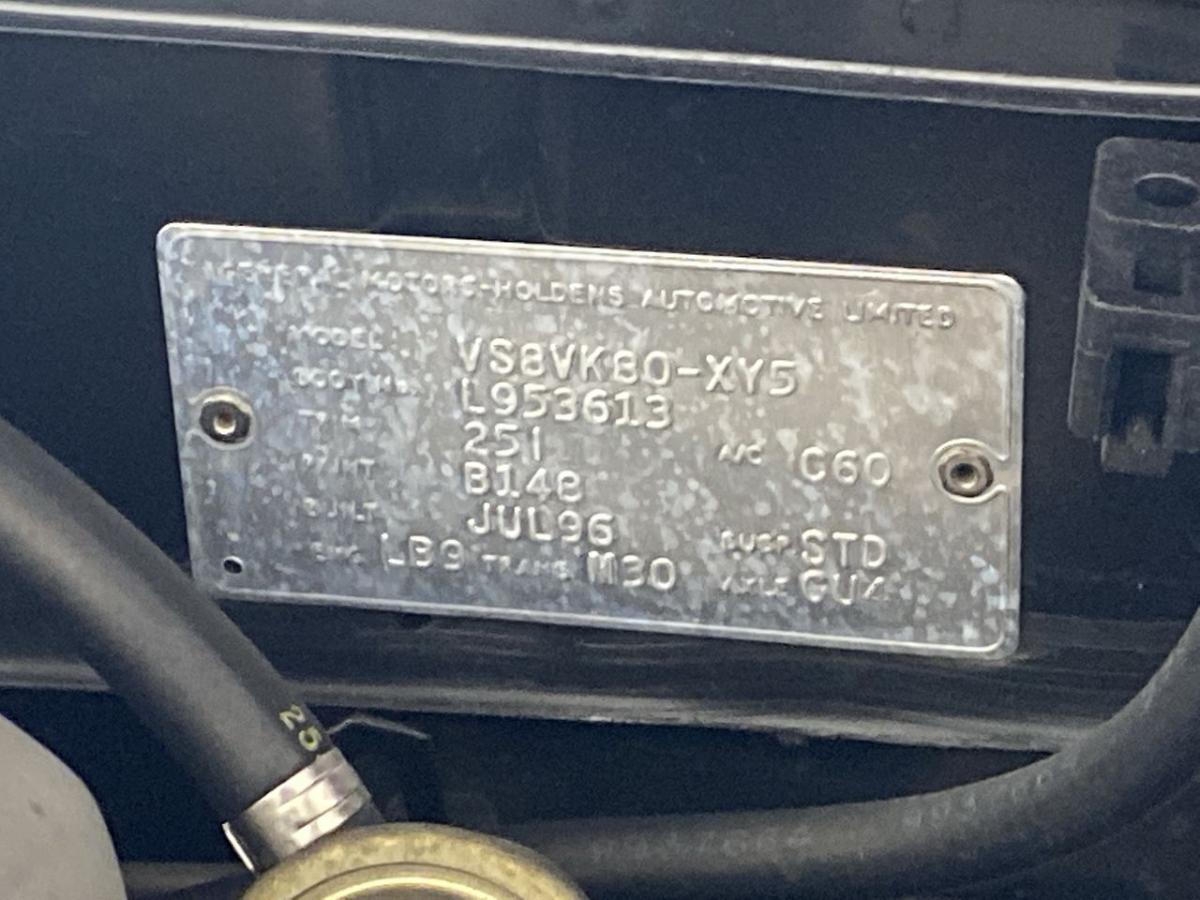 GENERAL MOTORS-HOLDENS AUTOMOTIVE LIMITED
MODEL VS8VK80-XY5
BODY No. L953613
TRIM 251 A/C C60
PAINT B148
BUILT JUL96 SUSP STD
ENG LB9 TRANS M30 AXLE GU4
25